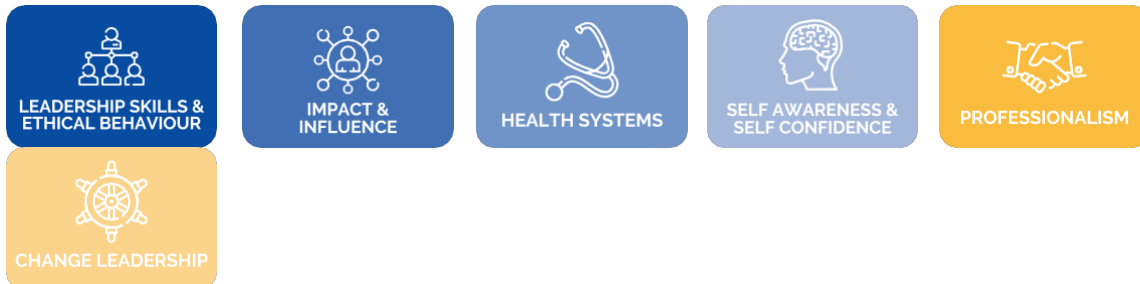 LEADERSHIP SKILLS &
ETHICAL BEHAVIOUR
IMPACT &
INFLUENCE
HEALTH SYSTEMS
SELF AWARENESS &
SELF CONFIDENCE
PROFESSIONALISM
CHANGE LEADERSHIP